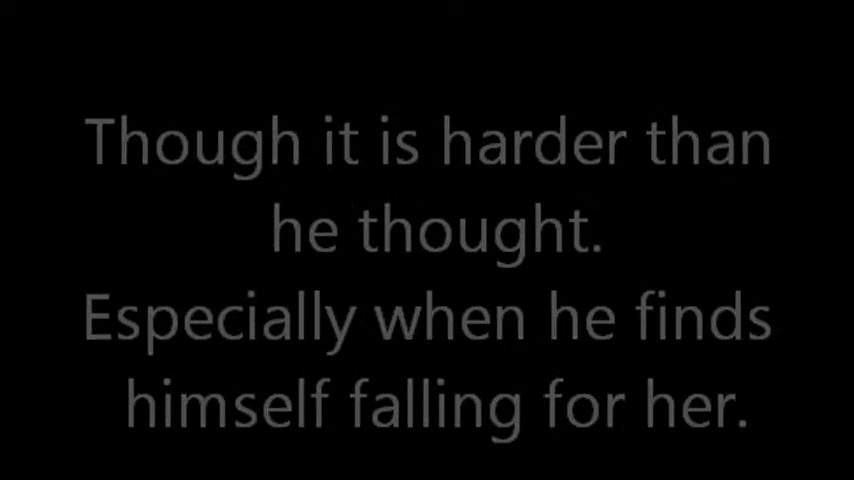 Though it is harder than
he thought.
Especially when he finds
himself falling for her.